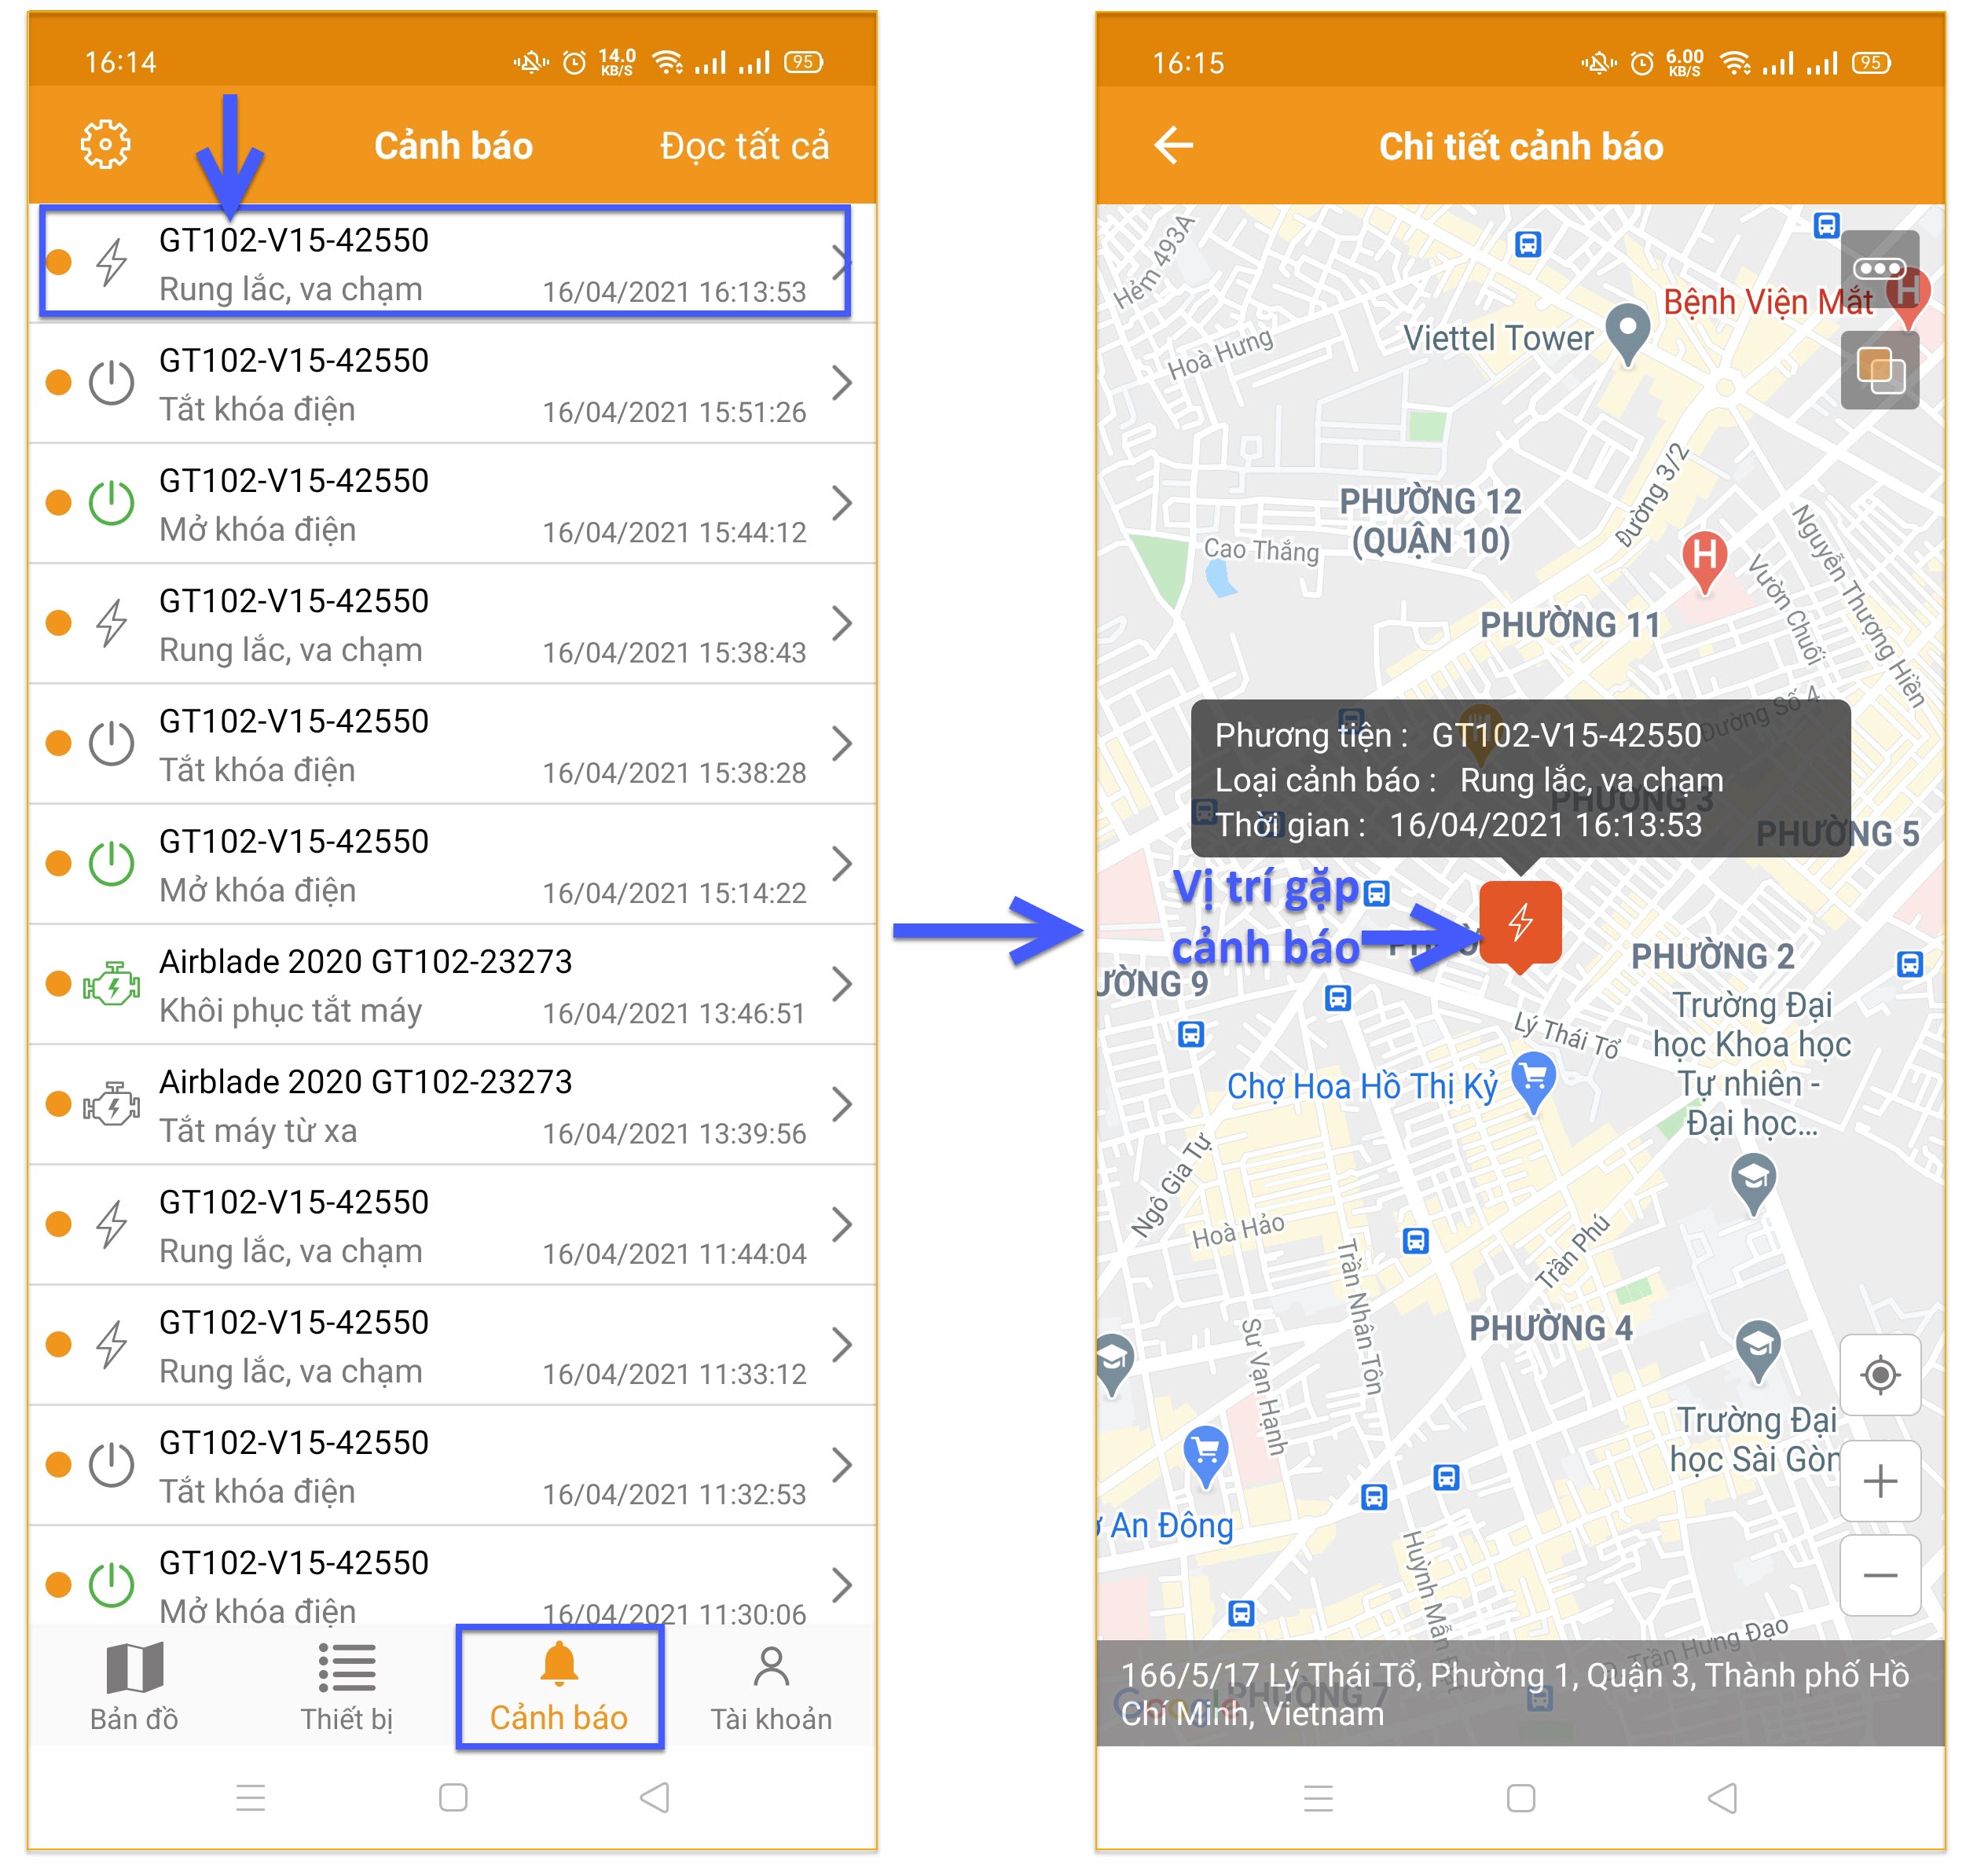 16:14
14.0
KB/S
95
Cảnh báo
Đọc tất cả
GT102-V15-42550
Rung lắc, va chạm
16/04/2021 16:13:53
GT102-V15-42550
Tắt khóa điện
16/04/2021 15:51:26
GT102-V15-42550
Mở khóa điện
16/04/2021 15:44:12
GT102-V15-42550
Rung lắc, va chạm
16/04/2021 15:38:43
GT102-V15-42550
Tắt khóa điện
16/04/2021 15:38:28
GT102-V15-42550
Mở khóa điện
16/04/2021 15:14:22
Airblade 2020 GT102-23273
Khôi phục tắt máy
16/04/2021 13:46:51
Airblade 2020 GT102-23273
Tắt máy từ xa
16/04/2021 13:39:56
GT102-V15-42550
Rung lắc, va chạm
16/04/2021 11:44:04
GT102-V15-42550
Rung lắc, va chạm
16/04/2021 11:33:12
GT102-V15-42550
Tắt khóa điện
16/04/2021 11:32:53
GT102-V15-42550
Mở khóa điện
16/04/2021 11:30:06
Bản đồ
Thiết bị
Cảnh báo
Tài khoản
16:15
6.00
KB/S
95
Chi tiết cảnh báo
Hẻm 493A
Bệnh Viện Mắt
H
Viettel Tower
Hoà Hưng
Đường 3/2
PHƯỜNG 12
(QUẬN 10)
Cao Thắng
H
Nguyễn Thượng Hiền
Vườn Chuối
PHƯỜNG 11
Đường Số 4
Phương tiện : GT102-V15-42550
Loại cảnh báo : Rung lắc, va chạm
PHƯỜNG 3
Thời gian : 16/04/2021 16:13:53
PHƯỜNG 5
Vị trí gặp
cảnh báo
PHƯỜNG 2
ƯỜNG 9
Trường Đại
học Khoa học
Tự nhiên -
Đại học...
Lý Thái Tổ
Chợ Hoa Hồ Thị Kỷ
Ngô Gia Tự
Hoà Hảo
Trần Phú
Trần Nhân Tôn
Sư Vạn Hạnh
PHƯỜNG 4
Trường Đại
học Sài Gòn
An Đông
Huỳnh Mẫn Đạt
Trần Hưng Đạo
166/5/17 Lý Thái Tổ, Phường 1, Quận 3, Thành phố Hồ
Chí Minh, Vietnam
Google
PHƯỜNG 7